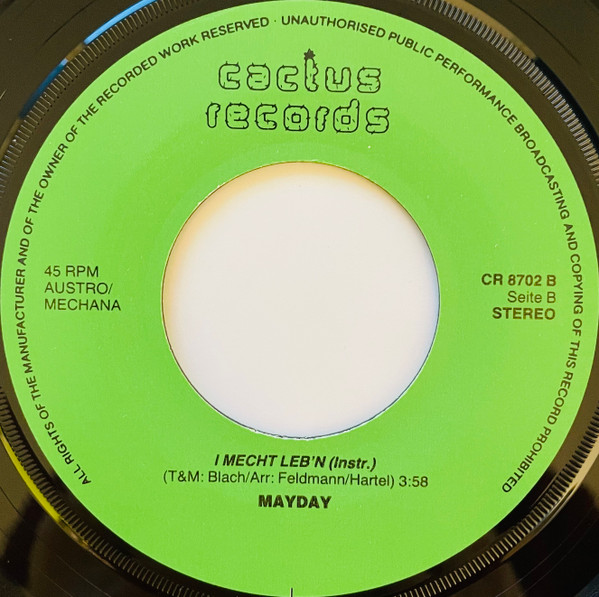 ALL RIGHTS OF THE MANUFACTURER AND OF THE OWNER OF THE RECORDED WORK RESERVED · UNAUTHORISED PUBLIC PERFORMANCE BROADCASTING AND COPYING OF THIS RECORD PROHIBITED
cactus
records
45 RPM
AUSTRO/
MECHANA
CR 8702 B
Seite B
STEREO
I MECHT LEB'N (Instr.)
(T&M: Blach/Arr: Feldmann/Hartel) 3:58
MAYDAY